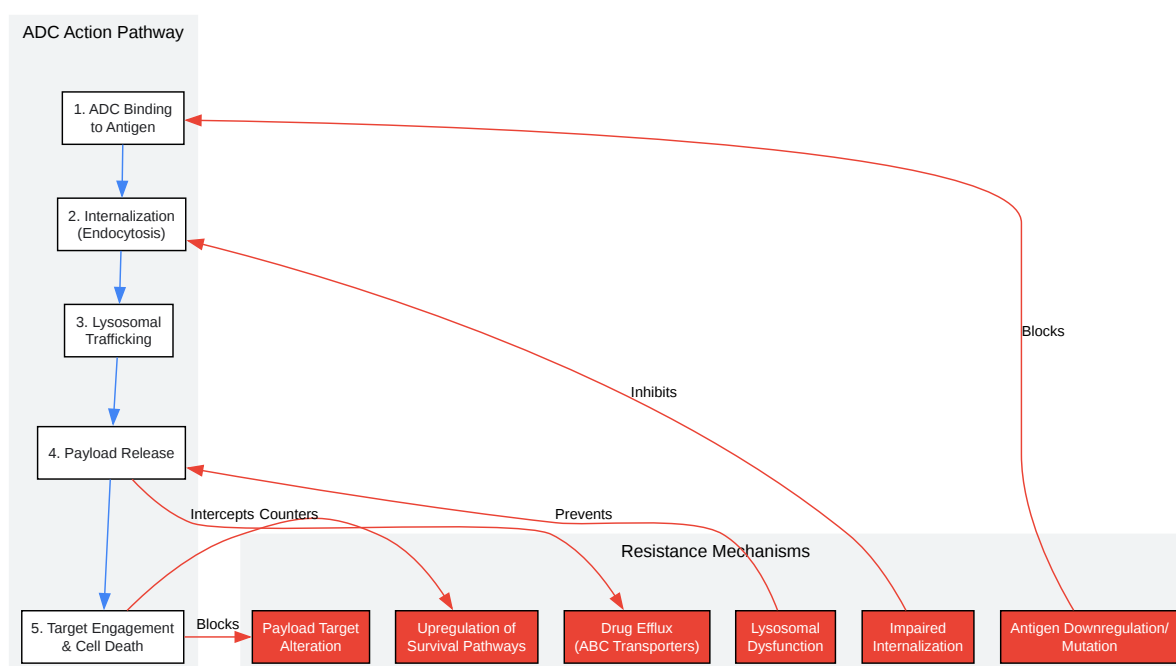 ADC Action Pathway
1. ADC Binding
to Antigen
2. Internalization
(Endocytosis)
3. Lysosomal
Trafficking
Blocks
Inhibits
4. Payload Release
Intercepts
Counters
Prevents
Resistance Mechanisms
5. Target Engagement
& Cell Death
Blocks
Payload Target
Alteration
Upregulation of
Survival Pathways
Drug Efflux
(ABC Transporters)
Lysosomal
Dysfunction
Impaired
Internalization
Antigen Downregulation/
Mutation